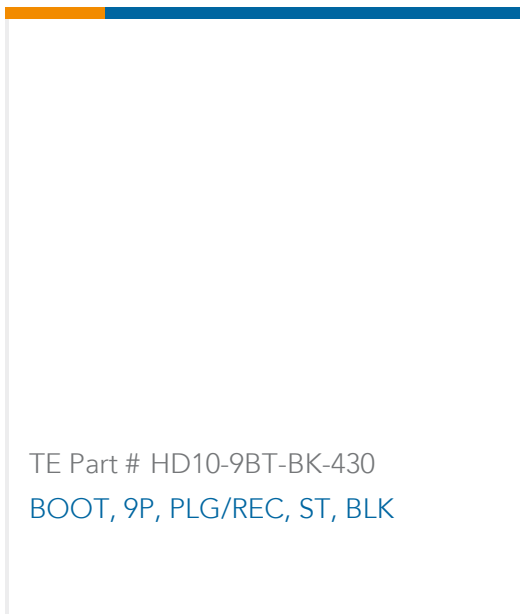 TE Part # HD10-9BT-BK-430
BOOT, 9P, PLG/REC, ST, BLK